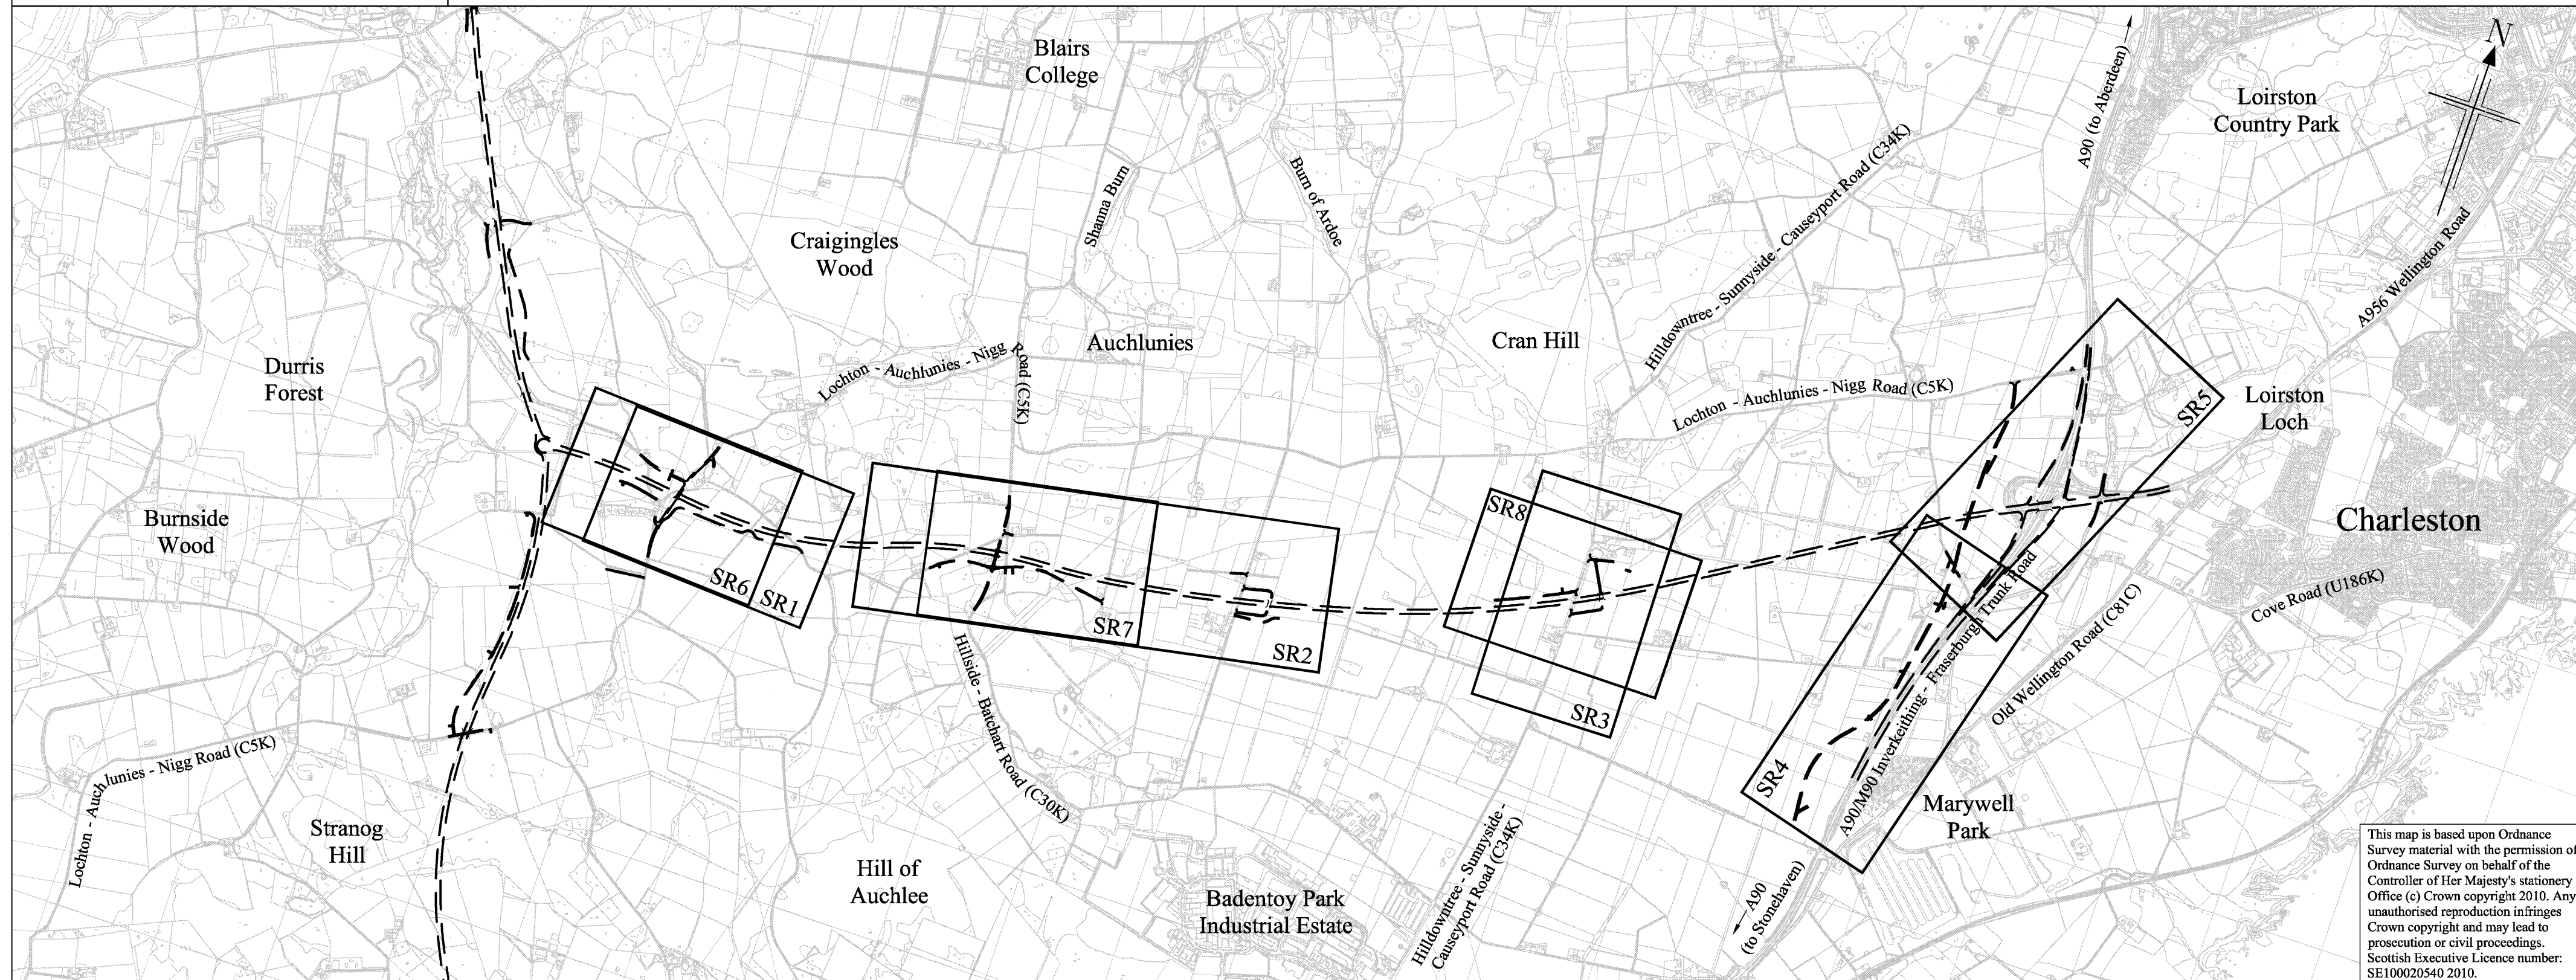 Blairs
College
A90 (to Aberdeen)
N
Loirston
Country Park
Shanna Burn
Burn of Ardoe
Hilldowntree - Sunnyside - Causeyport Road (C34K)
Craigingles
Wood
A956 Wellington Road
Durris
Forest
Lochton - Auchlunies - Nigg Road (C5K)
Auchlunies
Cran Hill
Lochton - Auchlunies - Nigg Road (C5K)
SR5
Loirston
Loch
Burnside
Wood
SR8
Charleston
SR6
SR1
SR7
SR2
SR3
Cove Road (U186K)
Hillside - Batchart Road (C30K)
A90/M90 Inverkeithing - Fraserburgh Trunk Road
Old Wellington Road (C81C)
SR4
Lochton - Auchlunies - Nigg Road (C5K)
Stranog
Hill
Hill of
Auchlee
Badentoy Park
Industrial Estate
Hilldowntree - Sunnyside -
Causeyport Road (C34K)
Marywell
Park
A90
(to Stonehaven)
This map is based upon Ordnance
Survey material with the permission of
Ordnance Survey on behalf of the
Controller of Her Majesty's stationery
Office (c) Crown copyright 2010. Any
unauthorised reproduction infringes
Crown copyright and may lead to
prosecution or civil proceedings.
Scottish Executive Licence number:
SE100020540 2010.